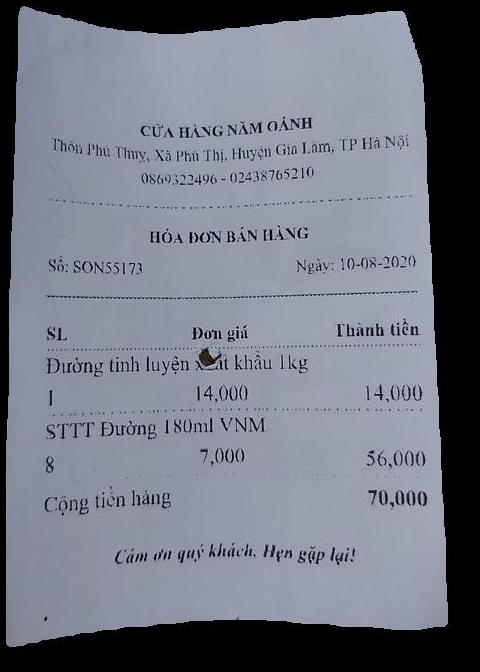 CỬA HÀNG NĂM OÁNH
Thôn Phú Thụy, Xã Phú Thị, Huyện Gia Lâm, TP Hà Nội
0869322496 - 02438765210
HÓA ĐƠN BÁN HÀNG
Số: SON55173 Ngày: 10-08-2020
SL Đơn giá Thành tiền
Đường tinh luyện khẩu 1kg
1 14,000 14,000
STTT Đường 180ml VNM
8 7,000 56,000
Cộng tiền hàng 70,000
Cám ơn quý khách, Hẹn gặp lại!